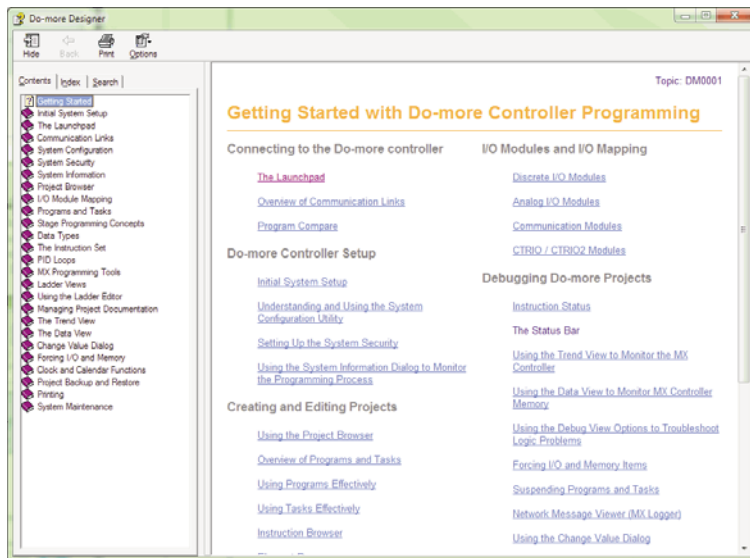 Do-more Designer
Hide
Back
Print
Options
Contents
Index
Search
Getting Started
Initial System Setup
The Launchpad
Communication Links
System Configuration
System Security
System Information
Project Browser
I/O Module Mapping
Programs and Tasks
Stage Programming Concepts
Data Types
The Instruction Set
PID Loops
MX Programming Tools
Ladder Views
Using the Ladder Editor
Managing Project Documentation
The Trend View
The Data View
Change Value Dialog
Forcing I/O and Memory
Clock and Calendar Functions
Project Backup and Restore
Printing
System Maintenance
Topic: DM0001
Getting Started with Do-more Controller Programming
Connecting to the Do-more controller
The Launchpad
Overview of Communication Links
Program Compare
Do-more Controller Setup
Initial System Setup
Understanding and Using the System
Configuration Utility
Setting Up the System Security
Using the System Information Dialog to Monitor
the Programming Process
Creating and Editing Projects
Using the Project Browser
Overview of Programs and Tasks
Using Programs Effectively
Using Tasks Effectively
Instruction Browser
I/O Modules and I/O Mapping
Discrete I/O Modules
Analog I/O Modules
Communication Modules
CTRIO / CTRIO2 Modules
Debugging Do-more Projects
Instruction Status
The Status Bar
Using the Trend View to Monitor the MX
Controller
Using the Data View to Monitor MX Controller
Memory
Using the Debug View Options to Troubleshoot
Logic Problems
Forcing I/O and Memory Items
Suspending Programs and Tasks
Network Message Viewer (MX Logger)
Using the Change Value Dialog